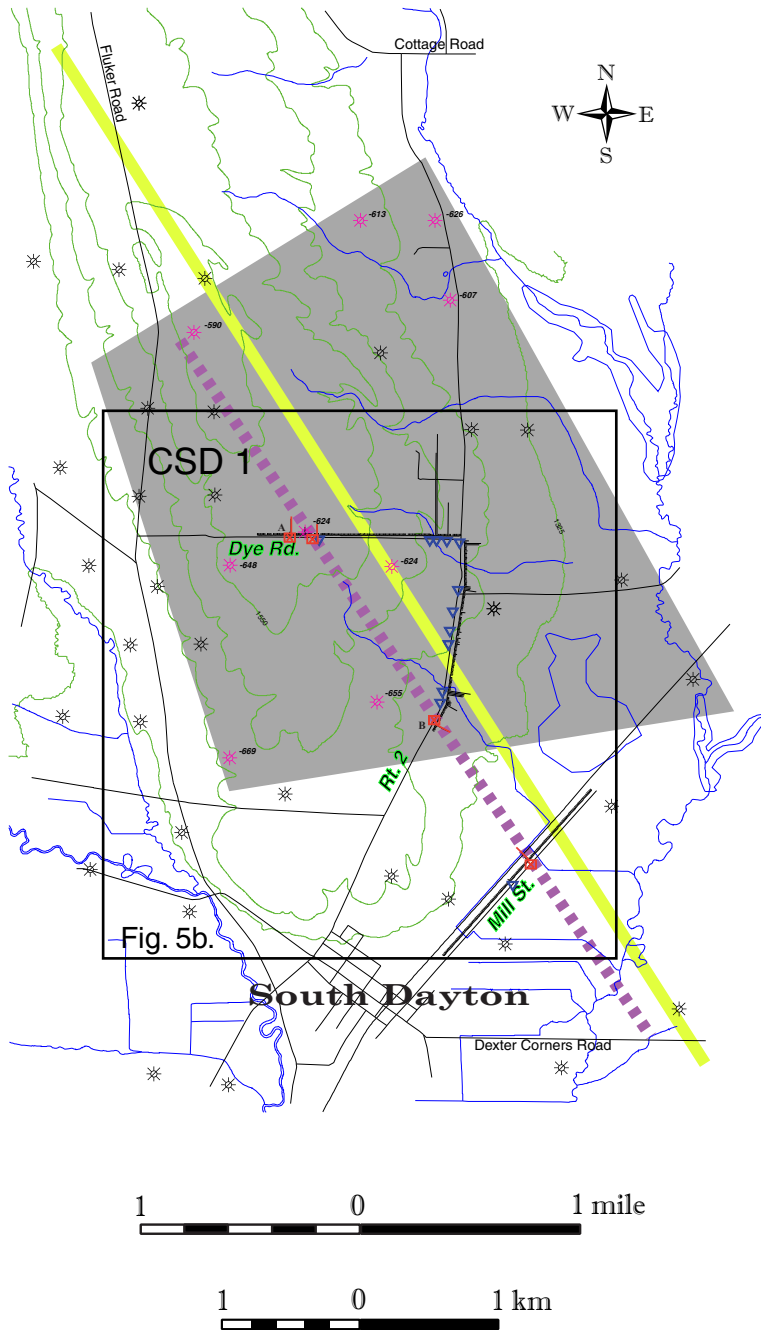 Cottage Road
Fluker Road
N
W E
S
-613
-626
-607
-590
CSD 1
1325
A
-624
Dye Rd.
-648
-624
1550
-655
B
-669
Rt. 2
Mill St.
Fig. 5b.
South Dayton
Dexter Corners Road
1 0 1 mile
1 0 1 km